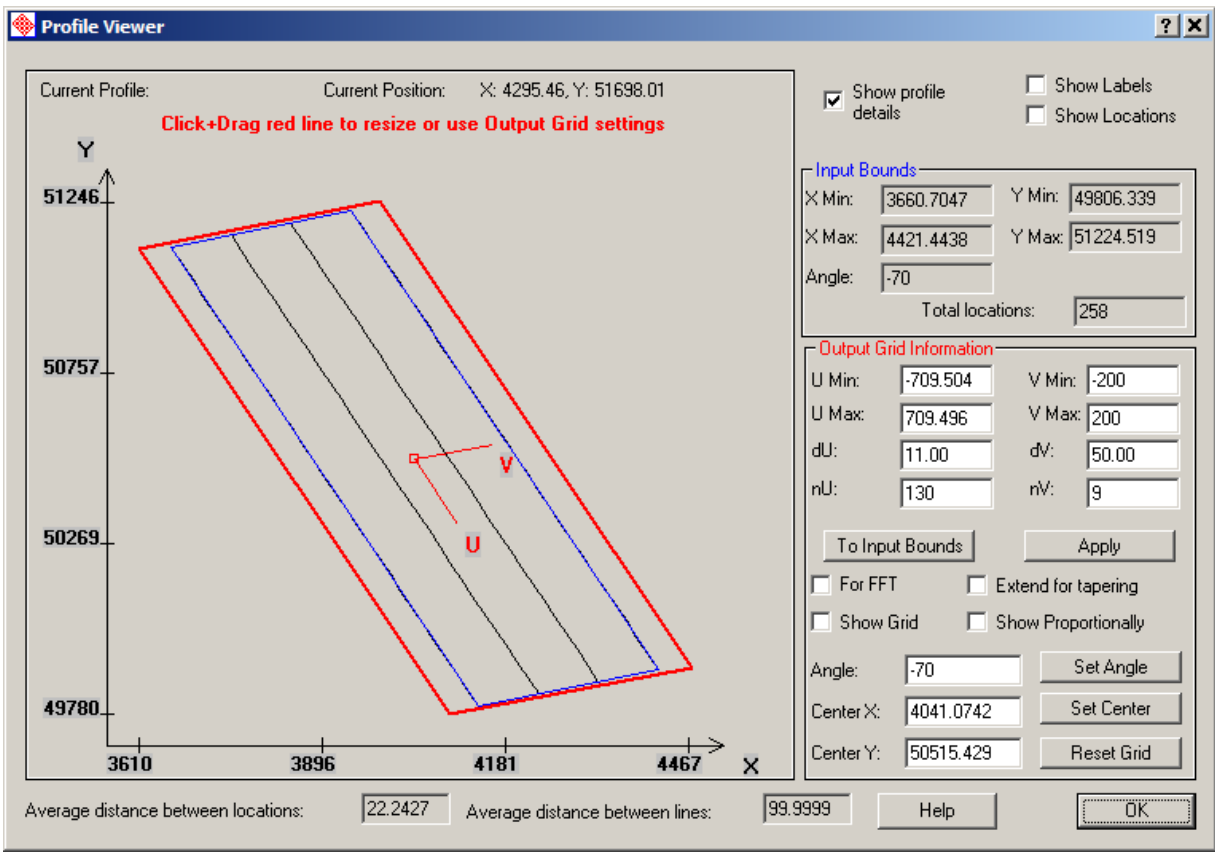 Profile Viewer
Current Profile: Current Position: X: 4295.46, Y: 51698.01
Click+Drag red line to resize or use Output Grid settings
Y
51246
50757
50269
49780
3610 3896 4181 4467 X
V
U
Show profile details
Show Labels
Show Locations
Input Bounds
X Min: 3660.7047 Y Min: 49806.339
X Max: 4421.4438 Y Max: 51224.519
Angle: -70
Total locations: 258
Output Grid Information
U Min: -709.504 V Min: -200
U Max: 709.496 V Max: 200
dU: 11.00 dV: 50.00
nU: 130 nV: 9
To Input Bounds Apply
For FFT Extend for tapering
Show Grid Show Proportionally
Angle: -70 Set Angle
Center X: 4041.0742 Set Center
Center Y: 50515.429 Reset Grid
Average distance between locations: 22.2427 Average distance between lines: 99.9999 Help OK